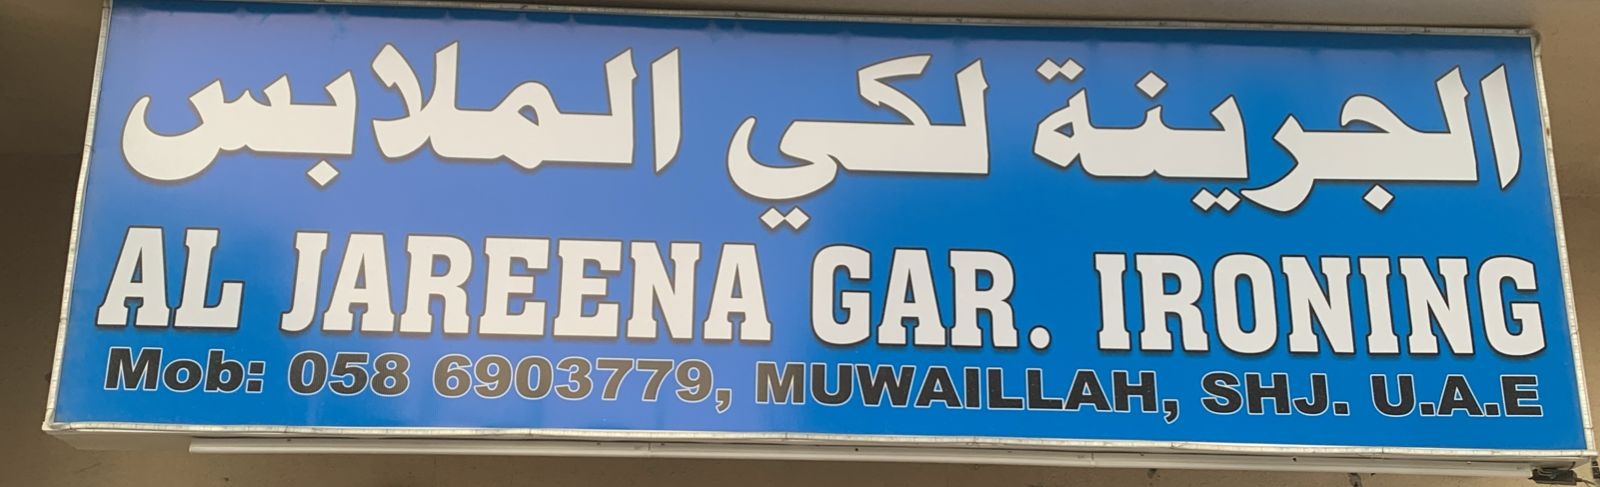 الجرينة لكي الملابس
AL JAREENA GAR. IRONING
Mob: 058 6903779, MUWAILLAH, SHJ. U.A.E